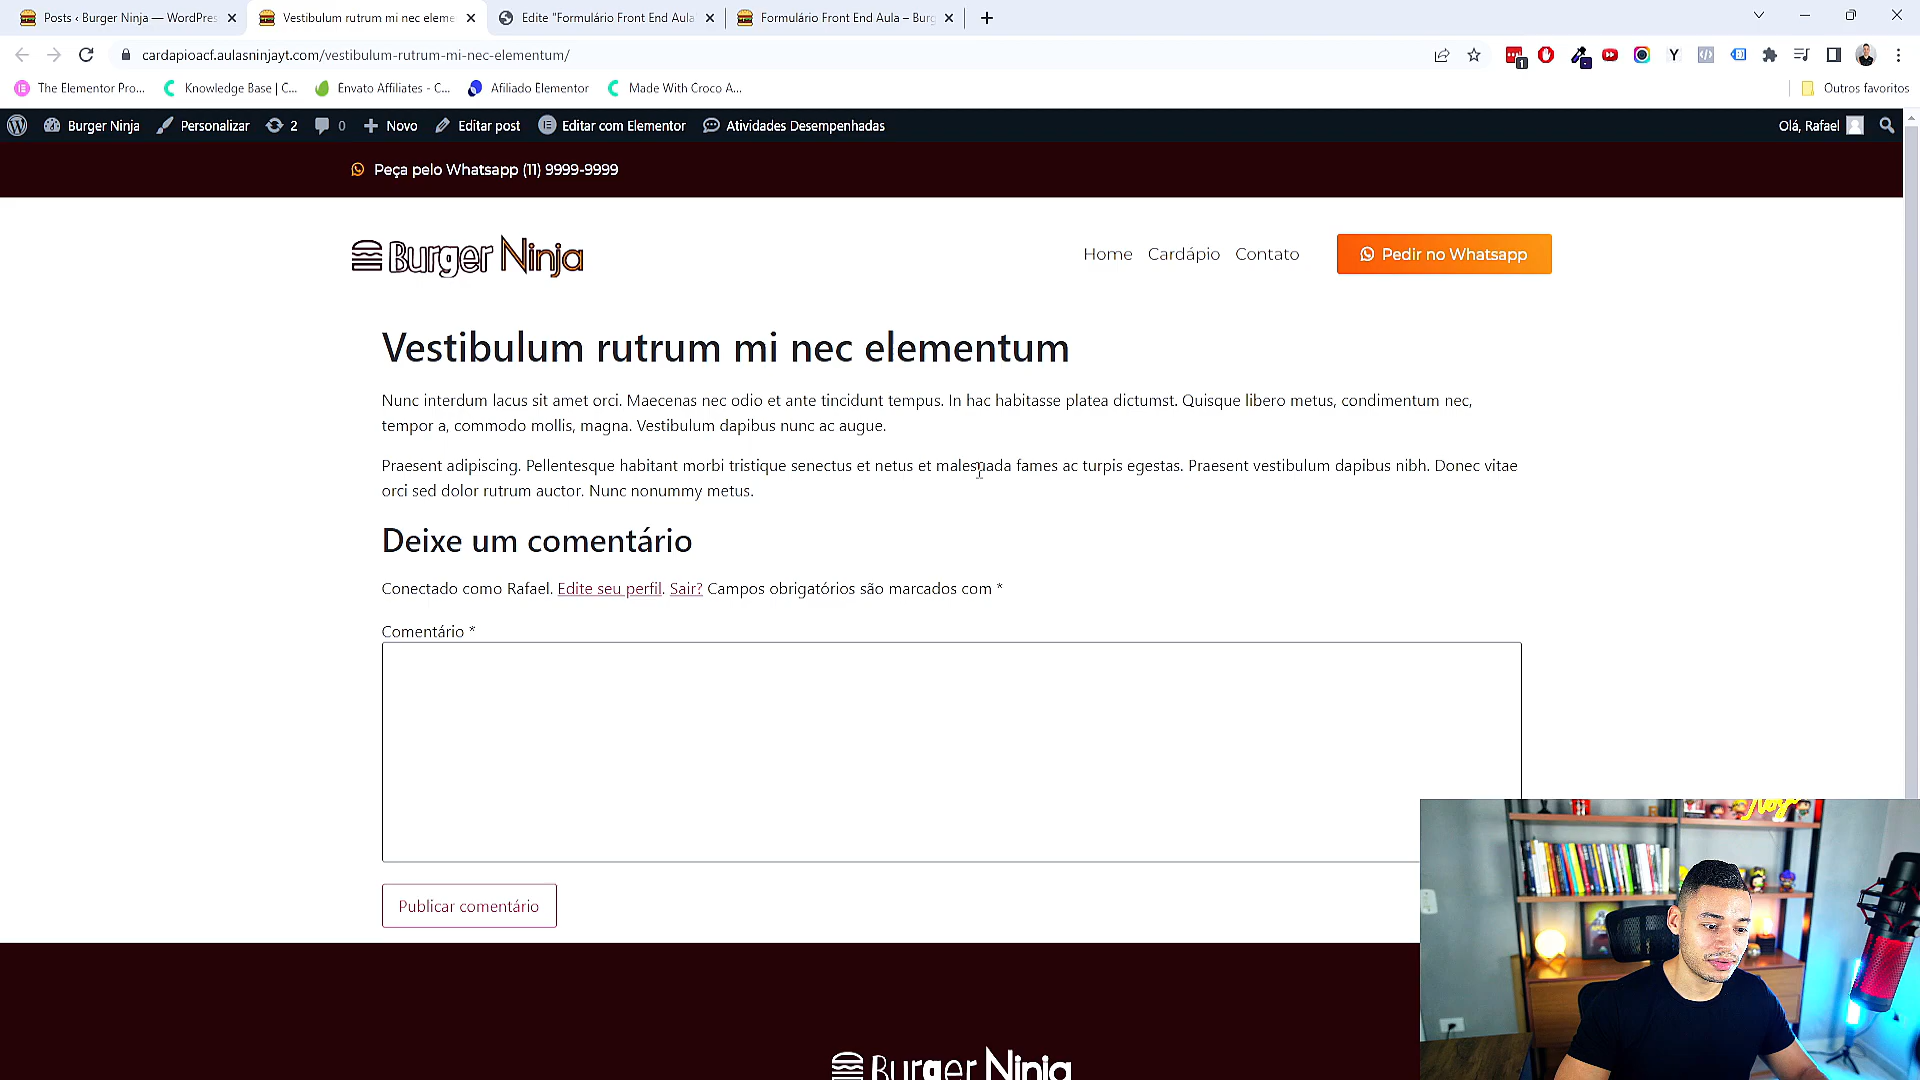 Posts ‹ Burger Ninja — WordPres
Vestibulum rutrum mi nec eleme
Edite "Formulário Front End Aula
Formulário Front End Aula – Burg
cardapioacf.aulasninjayt.com/vestibulum-rutrum-mi-nec-elementum/
The Elementor Pro...
Knowledge Base | C...
Envato Affiliates - C...
Afiliado Elementor
Made With Croco A...
Outros favoritos
Burger Ninja
Personalizar
2
0
Novo
Editar post
Editar com Elementor
Atividades Desempenhadas
Olá, Rafael
Peça pelo Whatsapp (11) 9999-9999
Burger Ninja
Home
Cardápio
Contato
Pedir no Whatsapp
Vestibulum rutrum mi nec elementum
Nunc interdum lacus sit amet orci. Maecenas nec odio et ante tincidunt tempus. In hac habitasse platea dictumst. Quisque libero metus, condimentum nec,
tempor a, commodo mollis, magna. Vestibulum dapibus nunc ac augue.
Praesent adipiscing. Pellentesque habitant morbi tristique senectus et netus et malesuada fames ac turpis egestas. Praesent vestibulum dapibus nibh. Donec vitae
orci sed dolor rutrum auctor. Nunc nonummy metus.
Deixe um comentário
Conectado como Rafael. Edite seu perfil. Sair? Campos obrigatórios são marcados com *
Comentário *
Publicar comentário
Burger Ninja